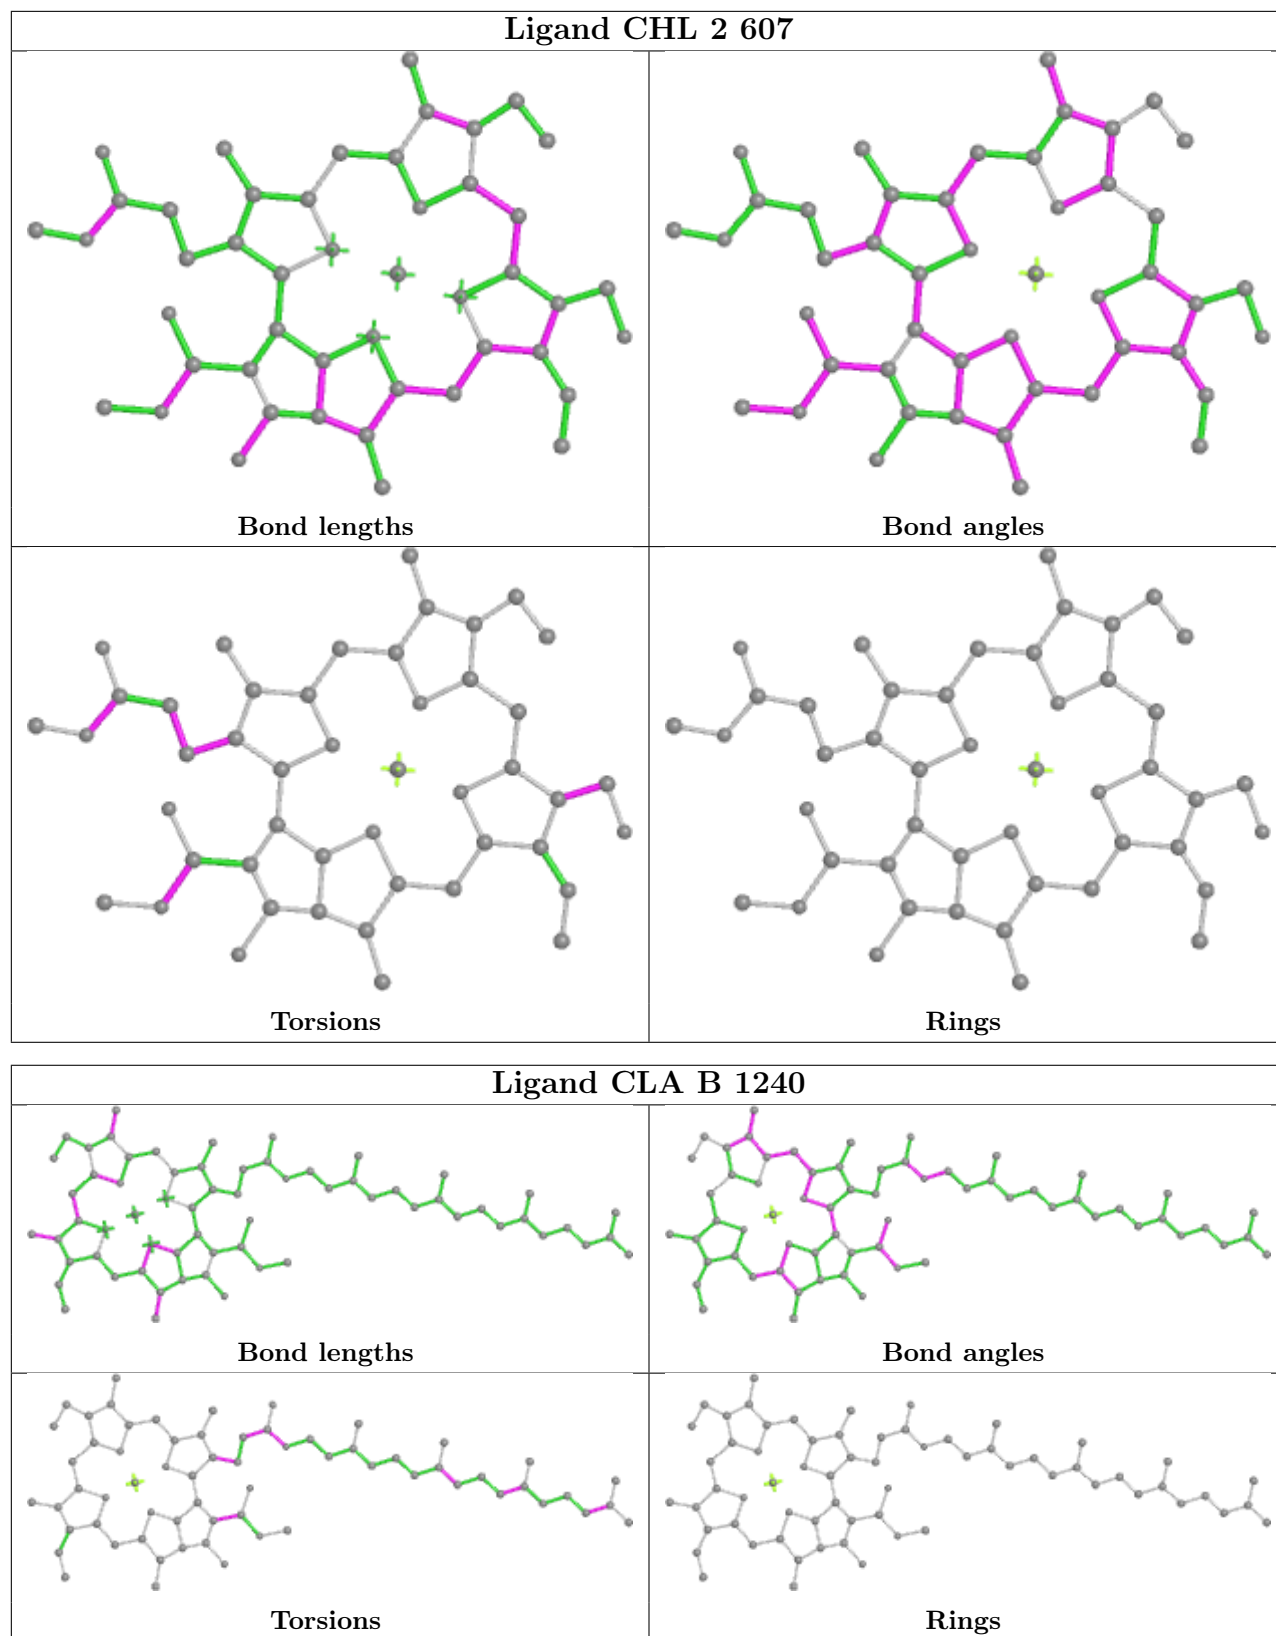 Ligand CHL 2 607
Bond lengths
Bond angles
Torsions
Rings
Ligand CLA B 1240
Bond lengths
Bond angles
Torsions
Rings